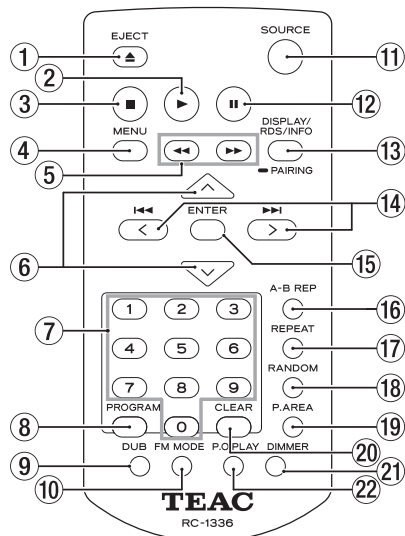 EJECT SOURCE
1 2 11
3 12
MENU DISPLAY/
RDS/INFO
4 13
5 PAIRING
14
ENTER
6 15
A-B REP
1 2 3 16
7 REPEAT
4 5 6 17
RANDOM
7 8 9 18
PROGRAM CLEAR P.AREA
8 0 19
DUB FM MODE P.O.PLAY DIMMER 20
9 10 22 21
TEAC
RC-1336